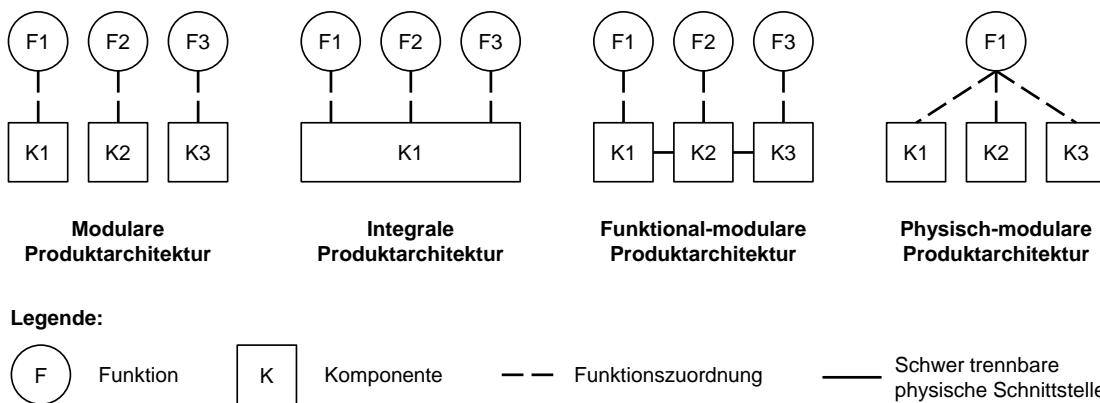 F1 F2 F3 F1 F2 F3 F1 F2 F3 F1
K1 K2 K3 K1 K1 K2 K3 K1 K2 K3
Modulare
Produktarchitektur
Integrale
Produktarchitektur
Funktional-modulare
Produktarchitektur
Physisch-modulare
Produktarchitektur
Legende:
F Funktion K Komponente Funktionszuordnung
Schwer trennbare
physische Schnittstelle